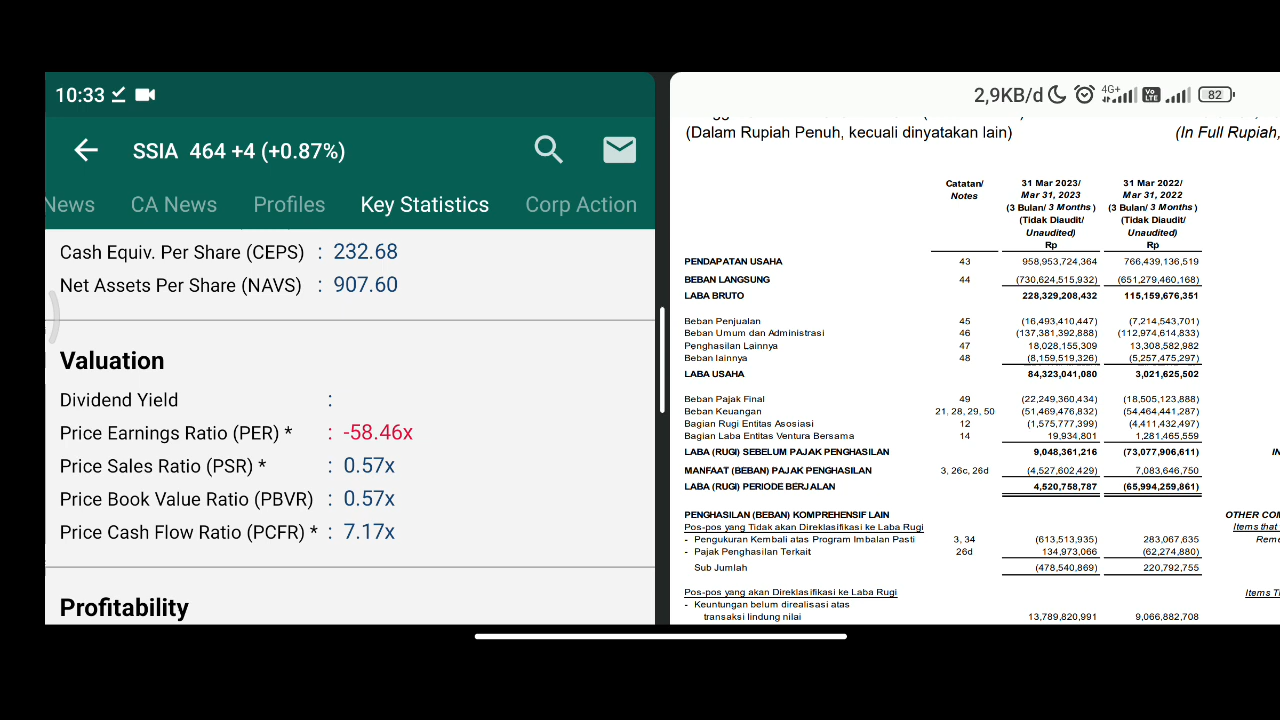 10:33
SSIA 464 +4 (+0.87%)
News CA News Profiles Key Statistics Corp Action
Cash Equiv. Per Share (CEPS) : 232.68
Net Assets Per Share (NAVS) : 907.60
Valuation
Dividend Yield :
Price Earnings Ratio (PER) * : -58.46x
Price Sales Ratio (PSR) * : 0.57x
Price Book Value Ratio (PBVR) : 0.57x
Price Cash Flow Ratio (PCFR) * : 7.17x
Profitability
2,9KB/d 4G+ Vo LTE 82
(Dalam Rupiah Penuh, kecuali dinyatakan lain) (In Full Rupiah,
Catatan/ 31 Mar 2023/ 31 Mar 2022/
Notes Mar 31, 2023 Mar 31, 2022
(3 Bulan/ 3 Months ) (3 Bulan/ 3 Months )
(Tidak Diaudit/ (Tidak Diaudit/
Unaudited) Unaudited)
Rp Rp
PENDAPATAN USAHA 43 958,953,724,364 766,439,136,519
BEBAN LANGSUNG 44 (730,624,515,932) (651,279,460,168)
LABA BRUTO 228,329,208,432 115,159,676,351
Beban Penjualan 45 (16,493,410,447) (7,214,543,701)
Beban Umum dan Administrasi 46 (137,381,392,888) (112,974,614,833)
Penghasilan Lainnya 47 18,028,155,309 13,308,582,982
Beban lainnya 48 (8,159,519,326) (5,257,475,297)
LABA USAHA 84,323,041,080 3,021,625,502
Beban Pajak Final 49 (22,249,360,434) (18,505,123,888)
Beban Keuangan 21, 28, 29, 50 (51,469,476,832) (54,464,441,287)
Bagian Rugi Entitas Asosiasi 12 (1,575,777,399) (4,411,432,497)
Bagian Laba Entitas Ventura Bersama 14 19,934,801 1,281,465,559
LABA (RUGI) SEBELUM PAJAK PENGHASILAN 9,048,361,216 (73,077,906,611) IN
MANFAAT (BEBAN) PAJAK PENGHASILAN 3, 26c, 26d (4,527,602,429) 7,083,646,750
LABA (RUGI) PERIODE BERJALAN 4,520,758,787 (65,994,259,861)
PENGHASILAN (BEBAN) KOMPREHENSIF LAIN OTHER COM
Pos-pos yang Tidak akan Direklasifikasi ke Laba Rugi Items that
- Pengukuran Kembali atas Program Imbalan Pasti 3, 34 (613,513,935) 283,067,635 Reme
- Pajak Penghasilan Terkait 26d 134,973,066 (62,274,880)
Sub Jumlah (478,540,869) 220,792,755
Pos-pos yang akan Direklasifikasi ke Laba Rugi Items T
- Keuntungan belum direalisasi atas
transaksi lindung nilai 13,789,820,991 9,066,882,708